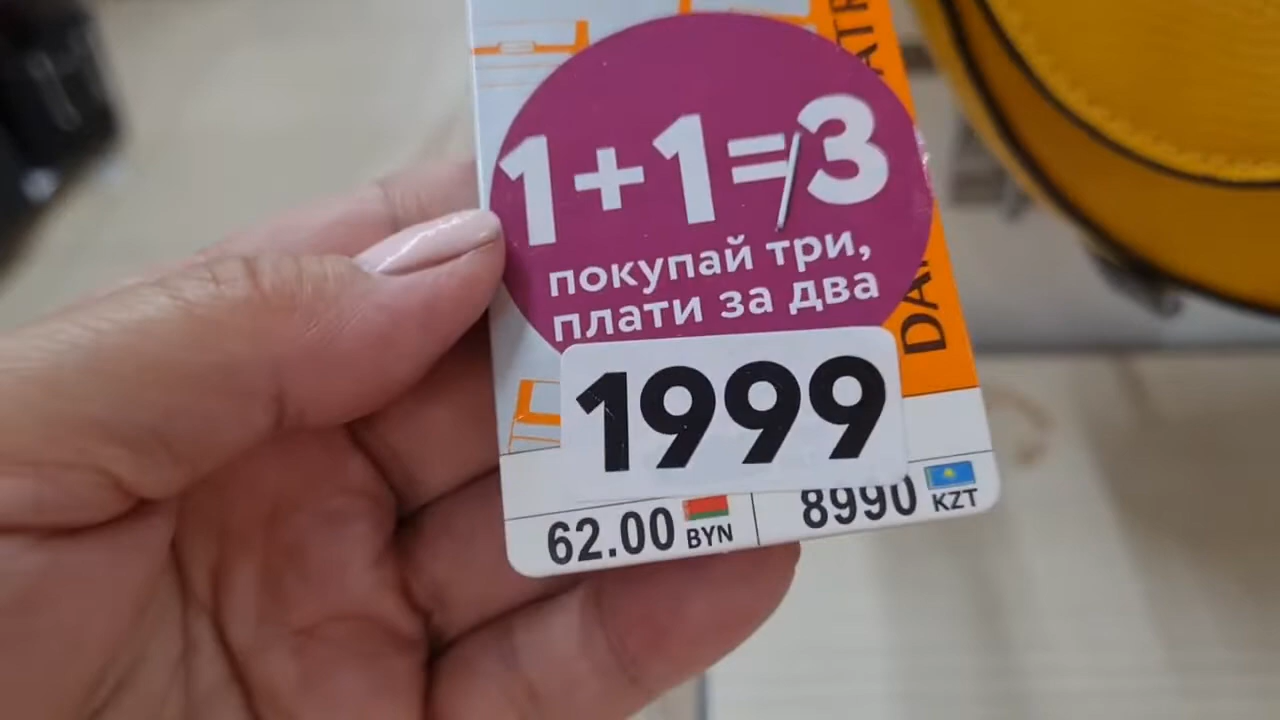 1+1=3
покупай три,
плати за два
1999
62.00 BYN
8990 KZT